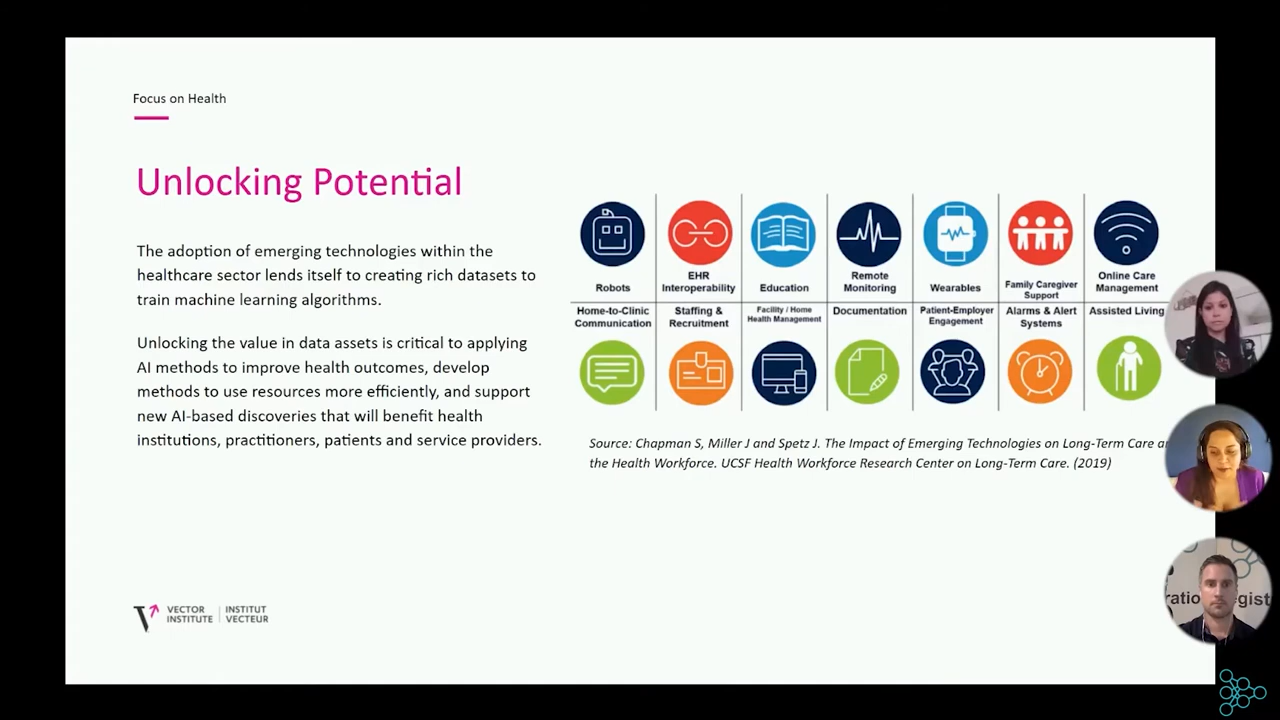 Focus on Health
Unlocking Potential
The adoption of emerging technologies within the
healthcare sector lends itself to creating rich datasets to
train machine learning algorithms.
Unlocking the value in data assets is critical to applying
AI methods to improve health outcomes, develop
methods to use resources more efficiently, and support
new AI-based discoveries that will benefit health
institutions, practitioners, patients and service providers.
Robots
EHR
Interoperability
Education
Remote
Monitoring
Wearables
Family Caregiver
Support
Online Care
Management
Home-to-Clinic
Communication
Staffing &
Recruitment
Facility / Home
Health Management
Documentation
Patient-Employer
Engagement
Alarms & Alert
Systems
Assisted Living
Source: Chapman S, Miller J and Spetz J. The Impact of Emerging Technologies on Long-Term Care
the Health Workforce. UCSF Health Workforce Research Center on Long-Term Care. (2019)
VECTOR
INSTITUTE
INSTITUT
VECTEUR